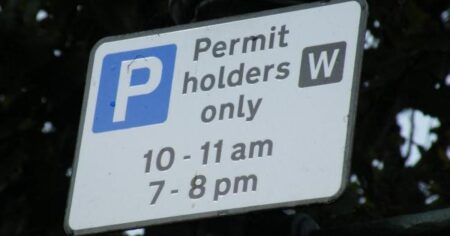 P Permit
holders W
only
10 - 11 am
7 - 8 pm